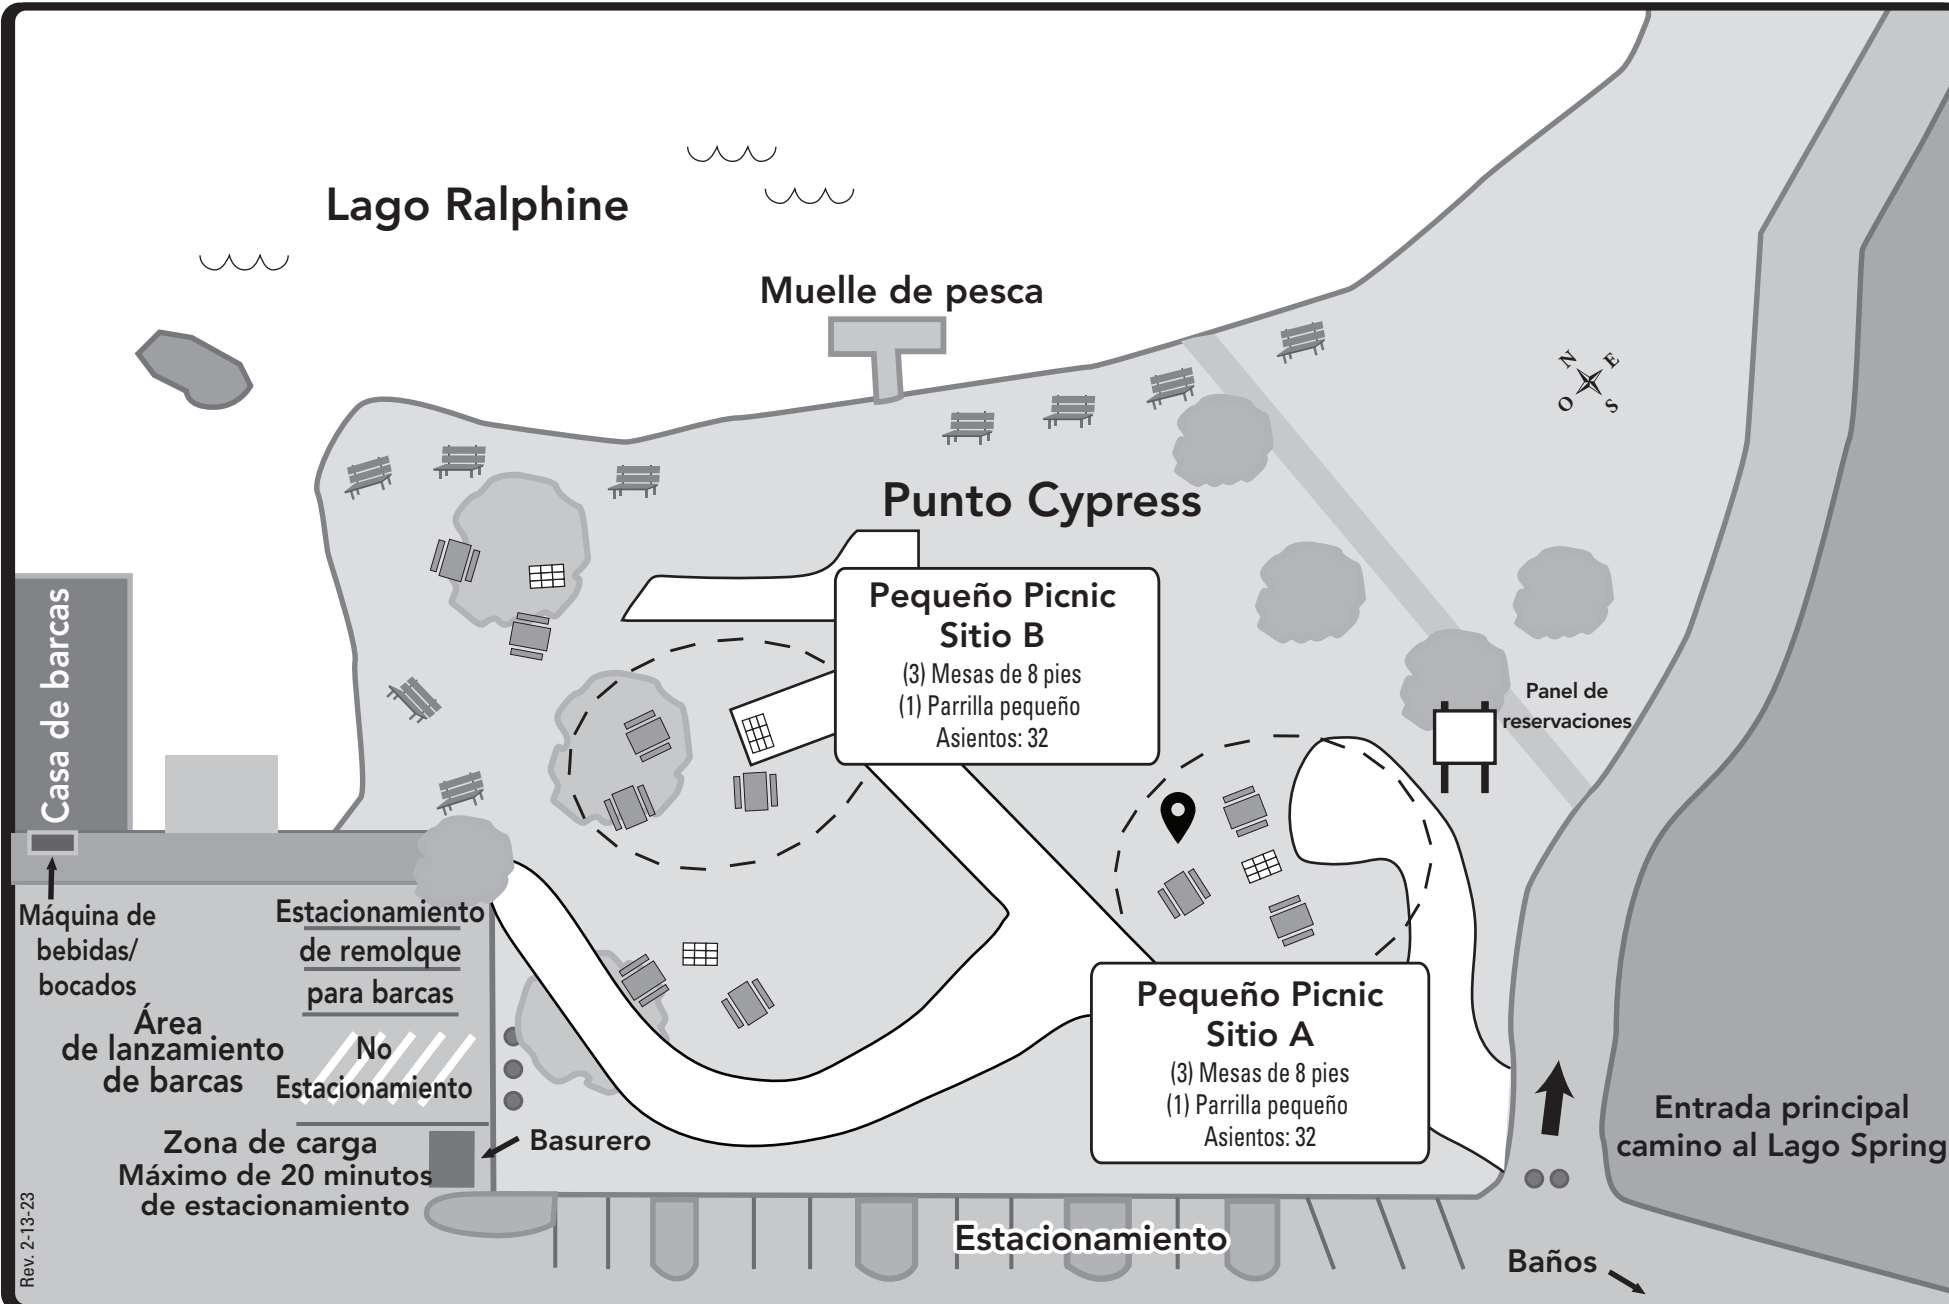 Lago Ralphine
Muelle de pesca
N
E
O
S
Punto Cypress
Pequeño Picnic
Sitio B
(3) Mesas de 8 pies
(1) Parrilla pequeño
Asientos: 32
Panel de
reservaciones
Casa de barcas
Máquina de
bebidas/
bocados
Estacionamiento
de remolque
para barcas
Área
de lanzamiento
de barcas
No
Estacionamiento
Pequeño Picnic
Sitio A
(3) Mesas de 8 pies
(1) Parrilla pequeño
Asientos: 32
Zona de carga
Máximo de 20 minutos
de estacionamiento
Basurero
Entrada principal
camino al Lago Spring
Estacionamiento
Baños
Rev. 2-13-23